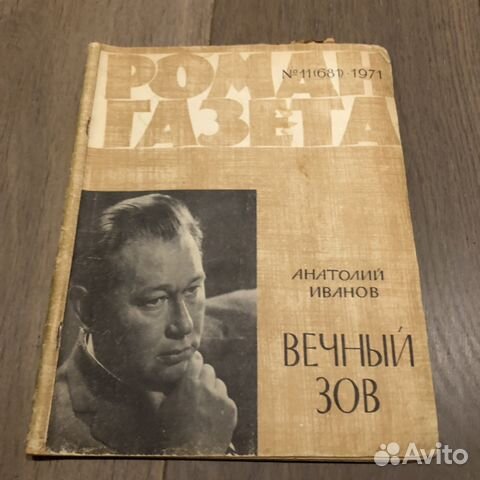 РОМАН
№11(681)·1971
ГАЗЕТА
АНАТОЛИЙ
ИВАНОВ
ВЕЧНЫЙ
ЗОВ
Avito